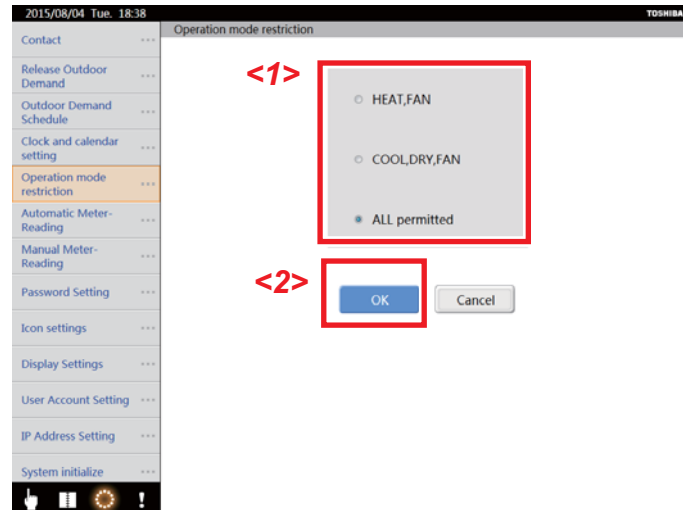 2015/08/04 Tue. 18:38
TOSHIBA
Operation mode restriction
Contact ...
Release Outdoor
Demand ...
Outdoor Demand
Schedule ...
Clock and calendar
setting ...
Operation mode
restriction ...
Automatic Meter-
Reading ...
Manual Meter-
Reading ...
Password Setting ...
Icon settings ...
Display Settings ...
User Account Setting ...
IP Address Setting ...
System initialize ...
<1>
HEAT,FAN
COOL,DRY,FAN
ALL permitted
<2>
OK Cancel